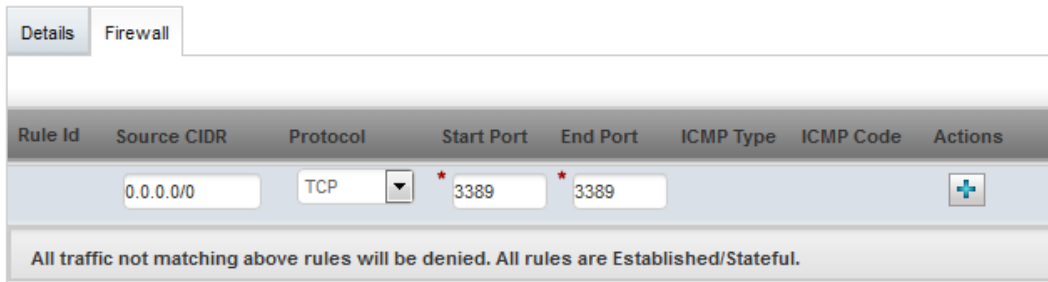 Details Firewall
Rule Id Source CIDR Protocol Start Port End Port ICMP Type ICMP Code Actions
0.0.0.0/0 TCP * 3389 * 3389
All traffic not matching above rules will be denied. All rules are Established/Stateful.